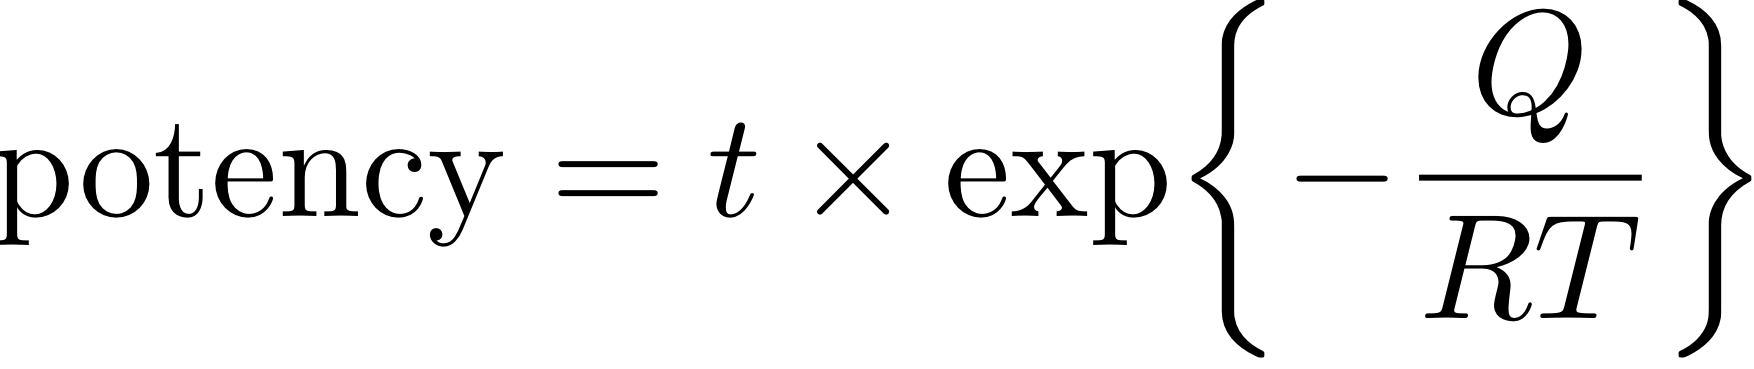 potency = t × exp{ − Q/RT }